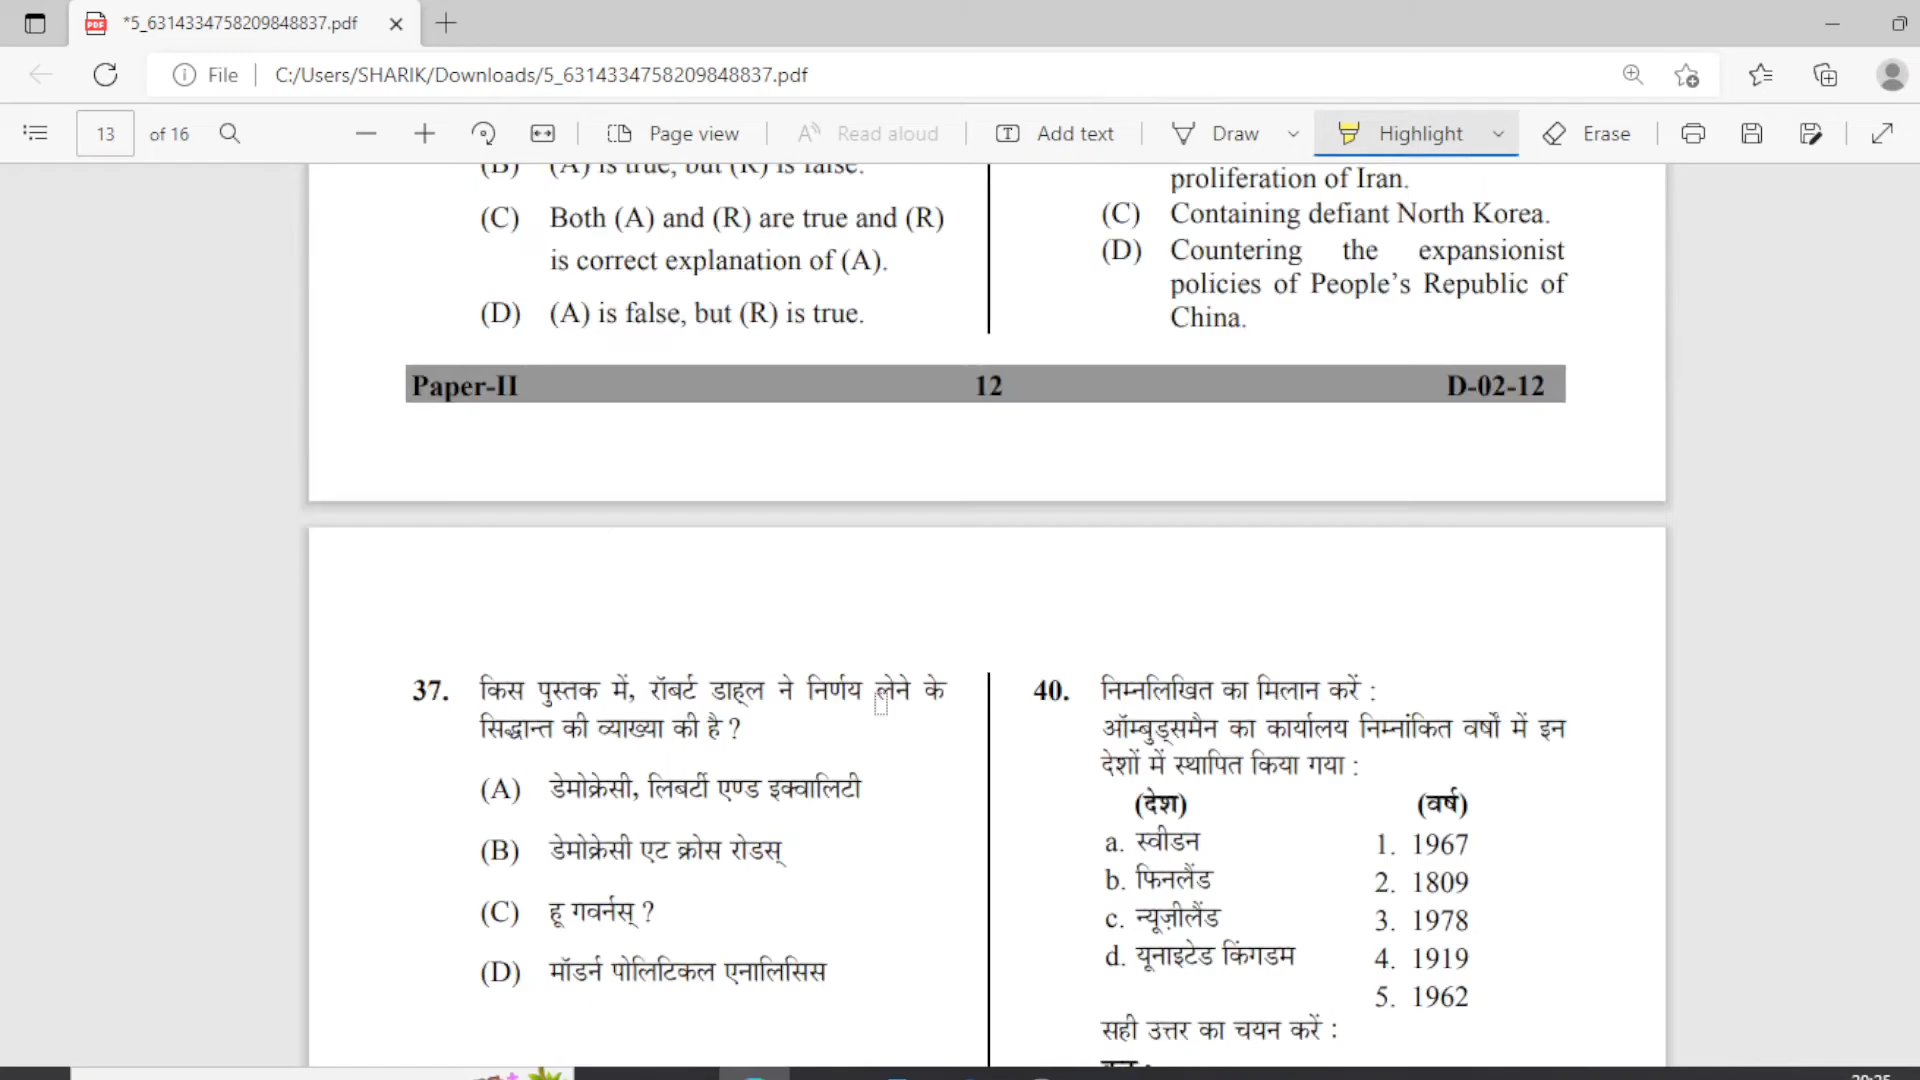 *5_6314334758209848837.pdf
File
C:/Users/SHARIK/Downloads/5_6314334758209848837.pdf
13 of 16
Page view
Read aloud
Add text
Draw
Highlight
Erase
(B) (A) is true, but (R) is false.
(C) Both (A) and (R) are true and (R)
is correct explanation of (A).
(D) (A) is false, but (R) is true.
proliferation of Iran.
(C) Containing defiant North Korea.
(D) Countering the expansionist
policies of People's Republic of
China.
Paper-II 12 D-02-12
37. किस पुस्तक में, रॉबर्ट डाह्ल ने निर्णय लेने के
सिद्धान्त की व्याख्या की है ?
(A) डेमोक्रेसी, लिबर्टी एण्ड इक्वालिटी
(B) डेमोक्रेसी एट क्रोस रोडस्
(C) हू गवर्नस् ?
(D) मॉडर्न पोलिटिकल एनालिसिस
40. निम्नलिखित का मिलान करें :
ऑम्बुड्समैन का कार्यालय निम्नांकित वर्षों में इन
देशों में स्थापित किया गया :
(देश) (वर्ष)
a. स्वीडन 1. 1967
b. फिनलैंड 2. 1809
c. न्यूज़ीलैंड 3. 1978
d. यूनाइटेड किंगडम 4. 1919
5. 1962
सही उत्तर का चयन करें :